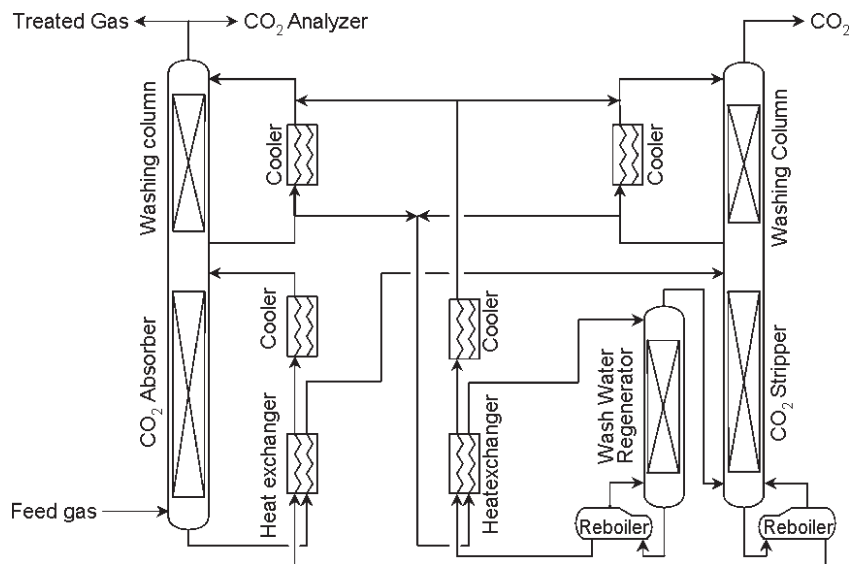 Treated Gas
CO₂ Analyzer
CO₂
Washing column
Cooler
Cooler
Washing Column
CO₂ Absorber
Cooler
Cooler
Heat exchanger
Heatexchanger
Wash Water
Regenerator
CO₂ Stripper
Feed gas
Reboiler
Reboiler